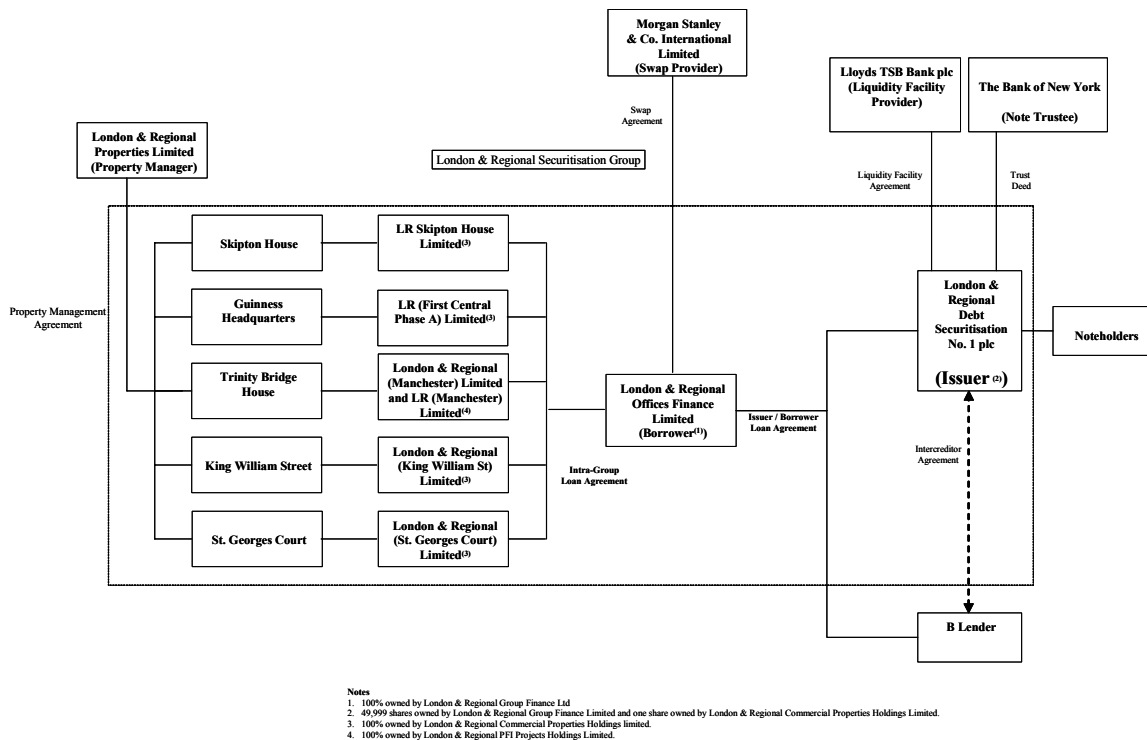 Morgan Stanley
& Co. International
Limited
(Swap Provider)
Lloyds TSB Bank plc
(Liquidity Facility
Provider)
The Bank of New York
(Note Trustee)
Swap
Agreement
London & Regional
Properties Limited
(Property Manager)
London & Regional Securitisation Group
Liquidity Facility
Agreement
Trust
Deed
Skipton House
LR Skipton House
Limited(3)
Property Management
Agreement
Guinness
Headquarters
LR (First Central
Phase A) Limited(3)
London &
Regional
Debt
Securitisation
No. 1 plc
(Issuer (2))
Noteholders
Trinity Bridge
House
London & Regional
(Manchester) Limited
and LR (Manchester)
Limited(4)
London & Regional
Offices Finance
Limited
(Borrower(1))
Issuer / Borrower
Loan Agreement
King William Street
London & Regional
(King William St)
Limited(3)
Intra-Group
Loan Agreement
Intercreditor
Agreement
St. Georges Court
London & Regional
(St. Georges Court)
Limited(3)
B Lender
Notes
1. 100% owned by London & Regional Group Finance Ltd
2. 49,999 shares owned by London & Regional Group Finance Limited and one share owned by London & Regional Commercial Properties Holdings Limited.
3. 100% owned by London & Regional Commercial Properties Holdings limited.
4. 100% owned by London & Regional PFI Projects Holdings Limited.